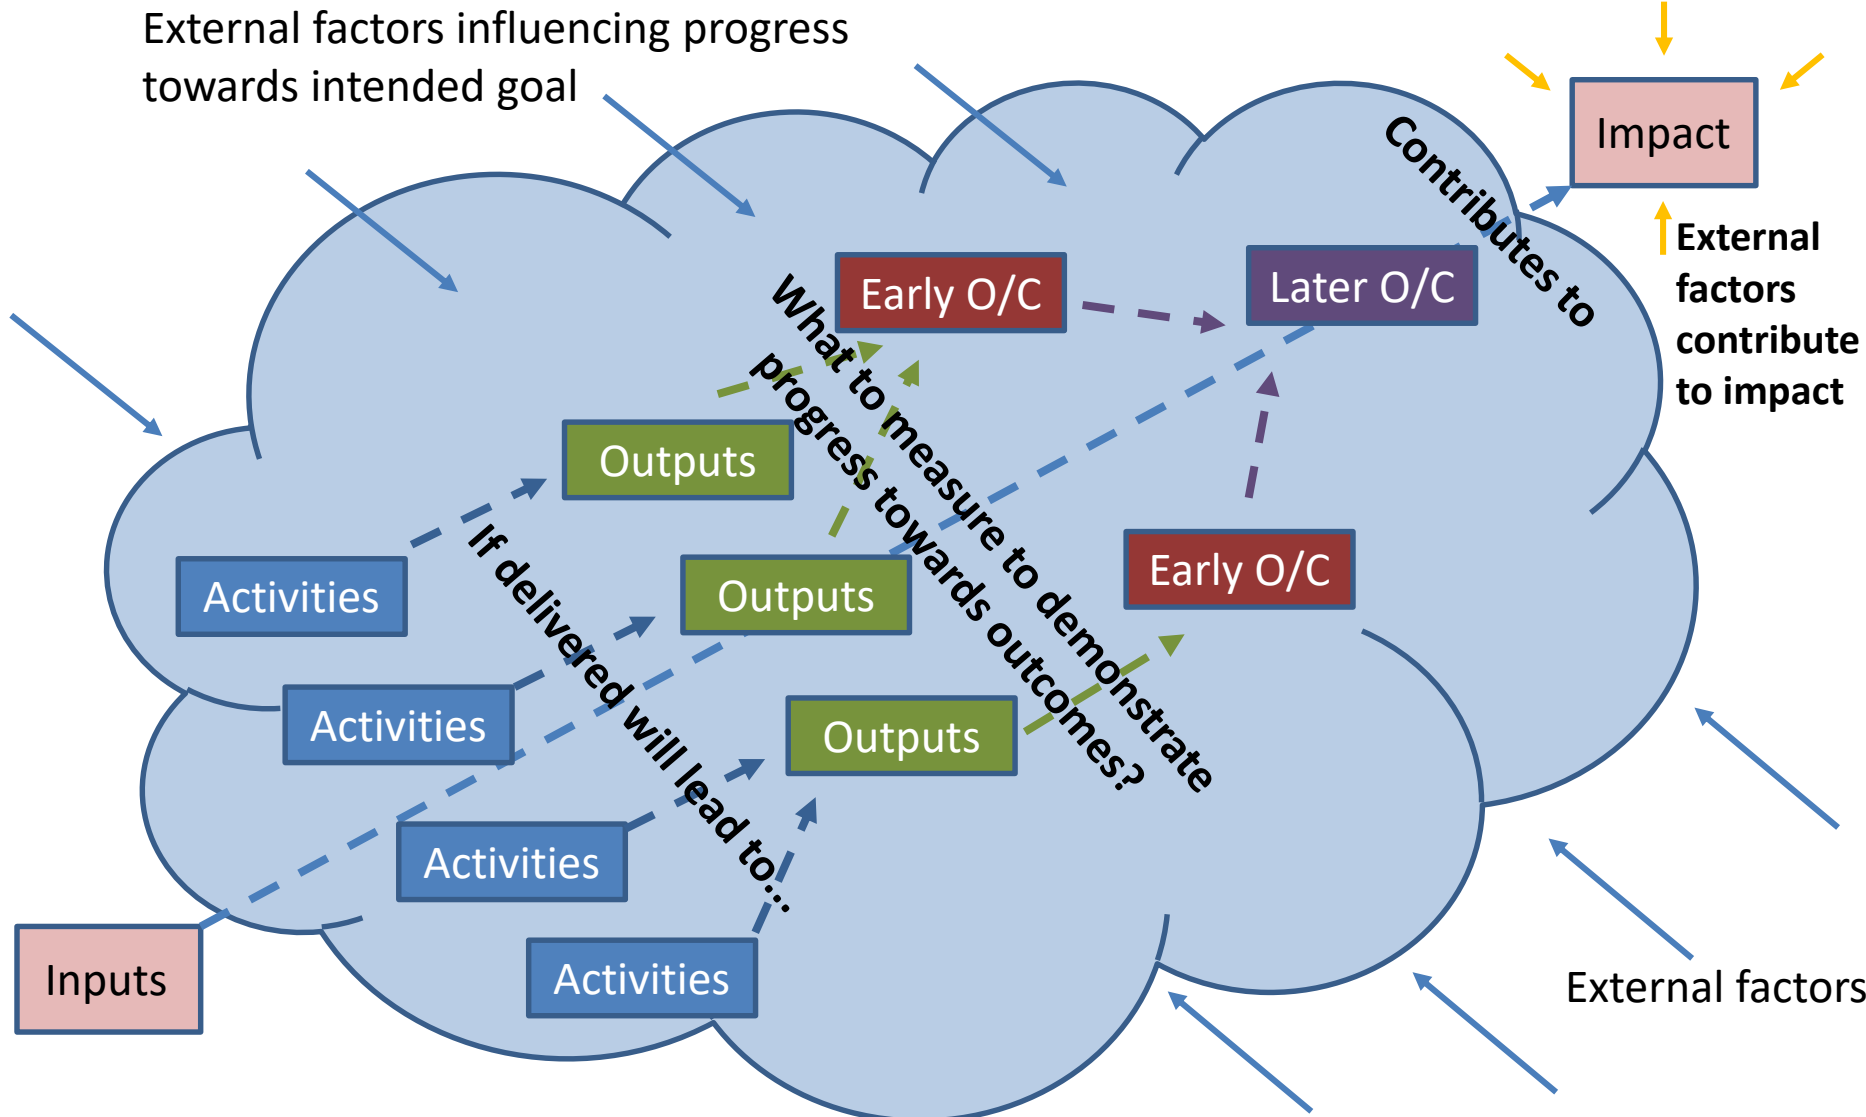 External factors influencing progress
towards intended goal
Impact
Contributes to
External
factors
contribute
to impact
Early O/C
Later O/C
What to measure to demonstrate
progress towards outcomes?
Outputs
If delivered will lead to...
Activities
Outputs
Early O/C
Activities
Outputs
Activities
Inputs
Activities
External factors